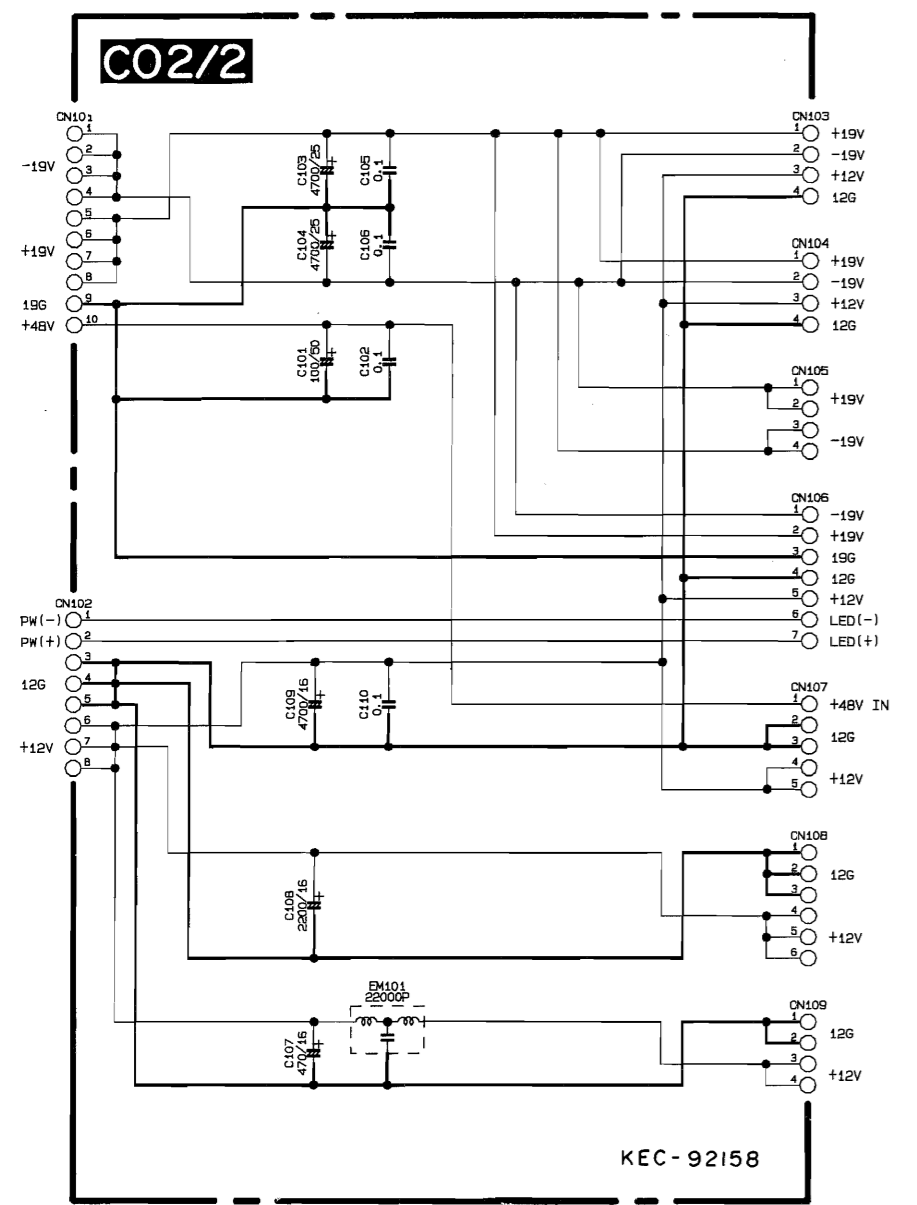 CO2/2
CN101
1
2
-19V
3
4
5
6
+19V
7
8
19G
9
+48V
10
C103
4700/25
C105
0.1
C104
4700/25
C106
0.1
C101
100/50
C102
0.1
CN103
1 +19V
2 -19V
3 +12V
4 12G
CN104
1 +19V
2 -19V
3 +12V
4 12G
CN105
1
2
+19V
3
4
-19V
CN106
1 -19V
2 +19V
3 19G
4 12G
5 +12V
6 LED(-)
7 LED(+)
CN102
PW(-) 1
PW(+) 2
3
12G 4
5
6
+12V 7
8
C109
4700/16
C110
0.1
CN107
1 +48V IN
2
12G
3
4
+12V
5
C108
2200/16
CN108
1
2 12G
3
4
5 +12V
6
EM101
22000P
C107
470/16
CN109
1
12G
2
3
+12V
4
KEC-92158